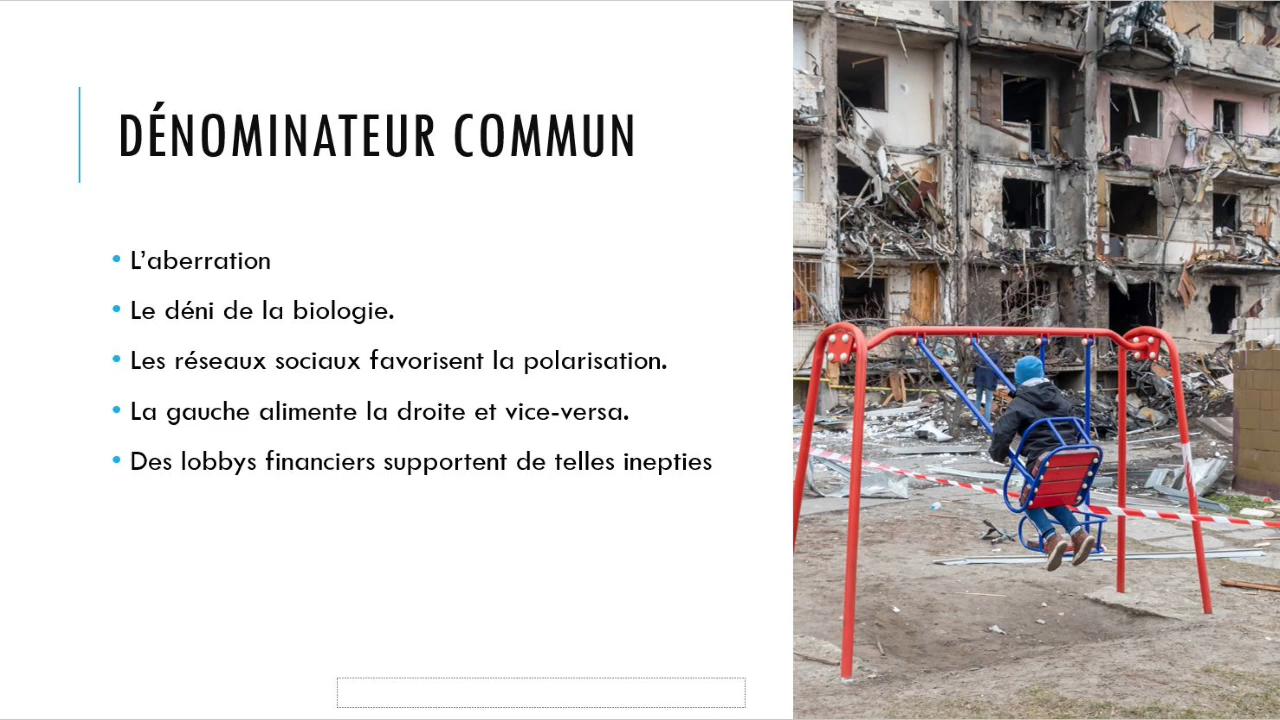 DÉNOMINATEUR COMMUN
• L’aberration
• Le déni de la biologie.
• Les réseaux sociaux favorisent la polarisation.
• La gauche alimente la droite et vice-versa.
• Des lobbys financiers supportent de telles inepties